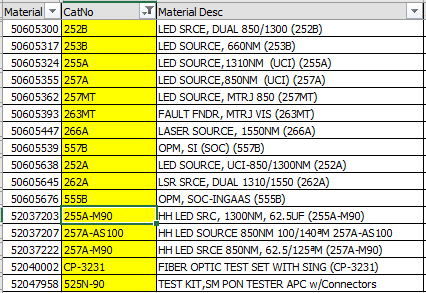 Material CatNo Material Desc
50605300 252B LED SRCE, DUAL 850/1300 (252B)
50605317 253B LED SOURCE, 660NM (253B)
50605324 255A LED SOURCE,1310NM (UCI) (255A)
50605355 257A LED SOURCE,850NM (UCI) (257A)
50605362 257MT LED SOURCE, MTRJ 850 (257MT)
50605393 263MT FAULT FNDR, MTRJ VIS (263MT)
50605447 266A LASER SOURCE, 1550NM (266A)
50605539 557B OPM, SI (SOC) (557B)
50605638 252A LED SOURCE, UCI-850/1300NM (252A)
50605645 262A LSR SRCE, DUAL 1310/1550 (262A)
50605676 555B OPM, SOC-INGAAS (555B)
52037203 255A-M90 HH LED SRC, 1300NM, 62.5UF (255A-M90)
52037207 257A-AS100 HH LED SOURCE 850NM 100/140ªM 257A-AS100
52037222 257A-M90 HH LED SRCE 850NM, 62.5/125ªM (257A-M90)
52040002 CP-3231 FIBER OPTIC TEST SET WITH SING (CP-3231)
52047958 525N-90 TEST KIT,SM PON TESTER APC w/Connectors